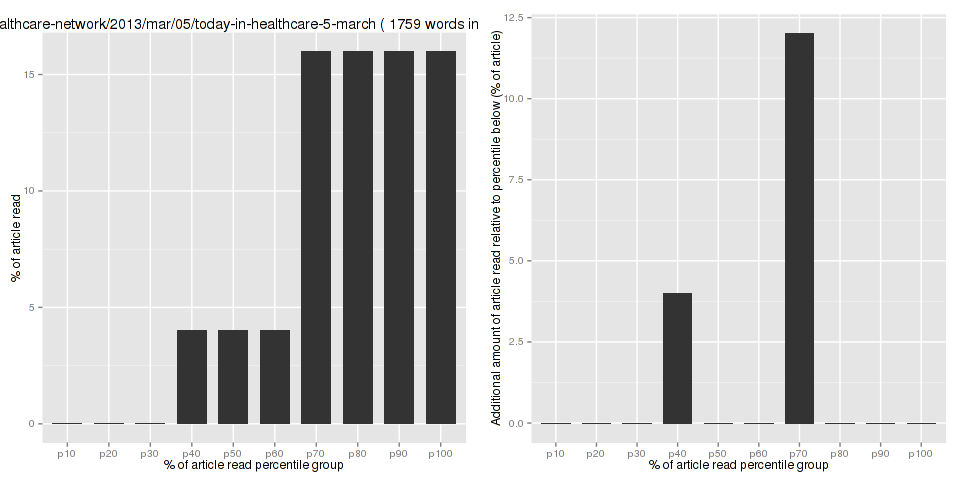 althcare-network/2013/mar/05/today-in-healthcare-5-march ( 1759 words in
% of article read
15
10
5
0
p10 p20 p30 p40 p50 p60 p70 p80 p90 p100
% of article read percentile group
Additional amount of article read relative to percentile below (% of article)
12.5
10.0
7.5
5.0
2.5
0.0
p10 p20 p30 p40 p50 p60 p70 p80 p90 p100
% of article read percentile group